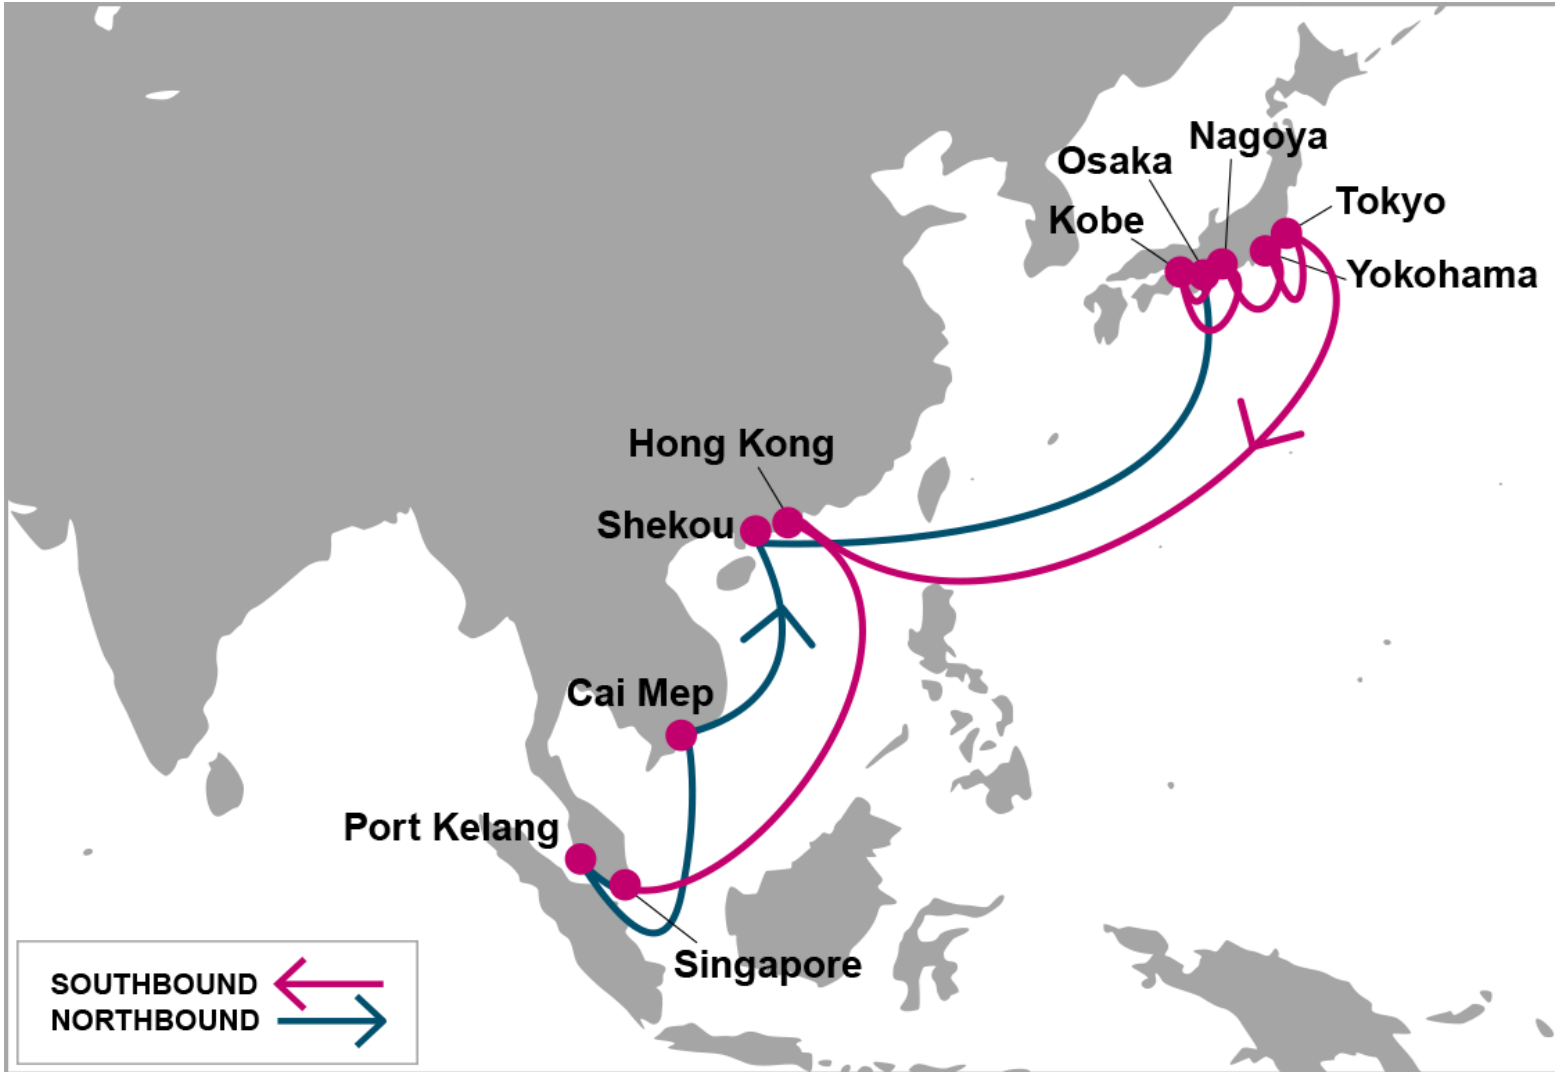 Nagoya
Osaka
Tokyo
Kobe
Yokohama
Hong Kong
Shekou
Cai Mep
Port Kelang
Singapore
SOUTHBOUND
NORTHBOUND